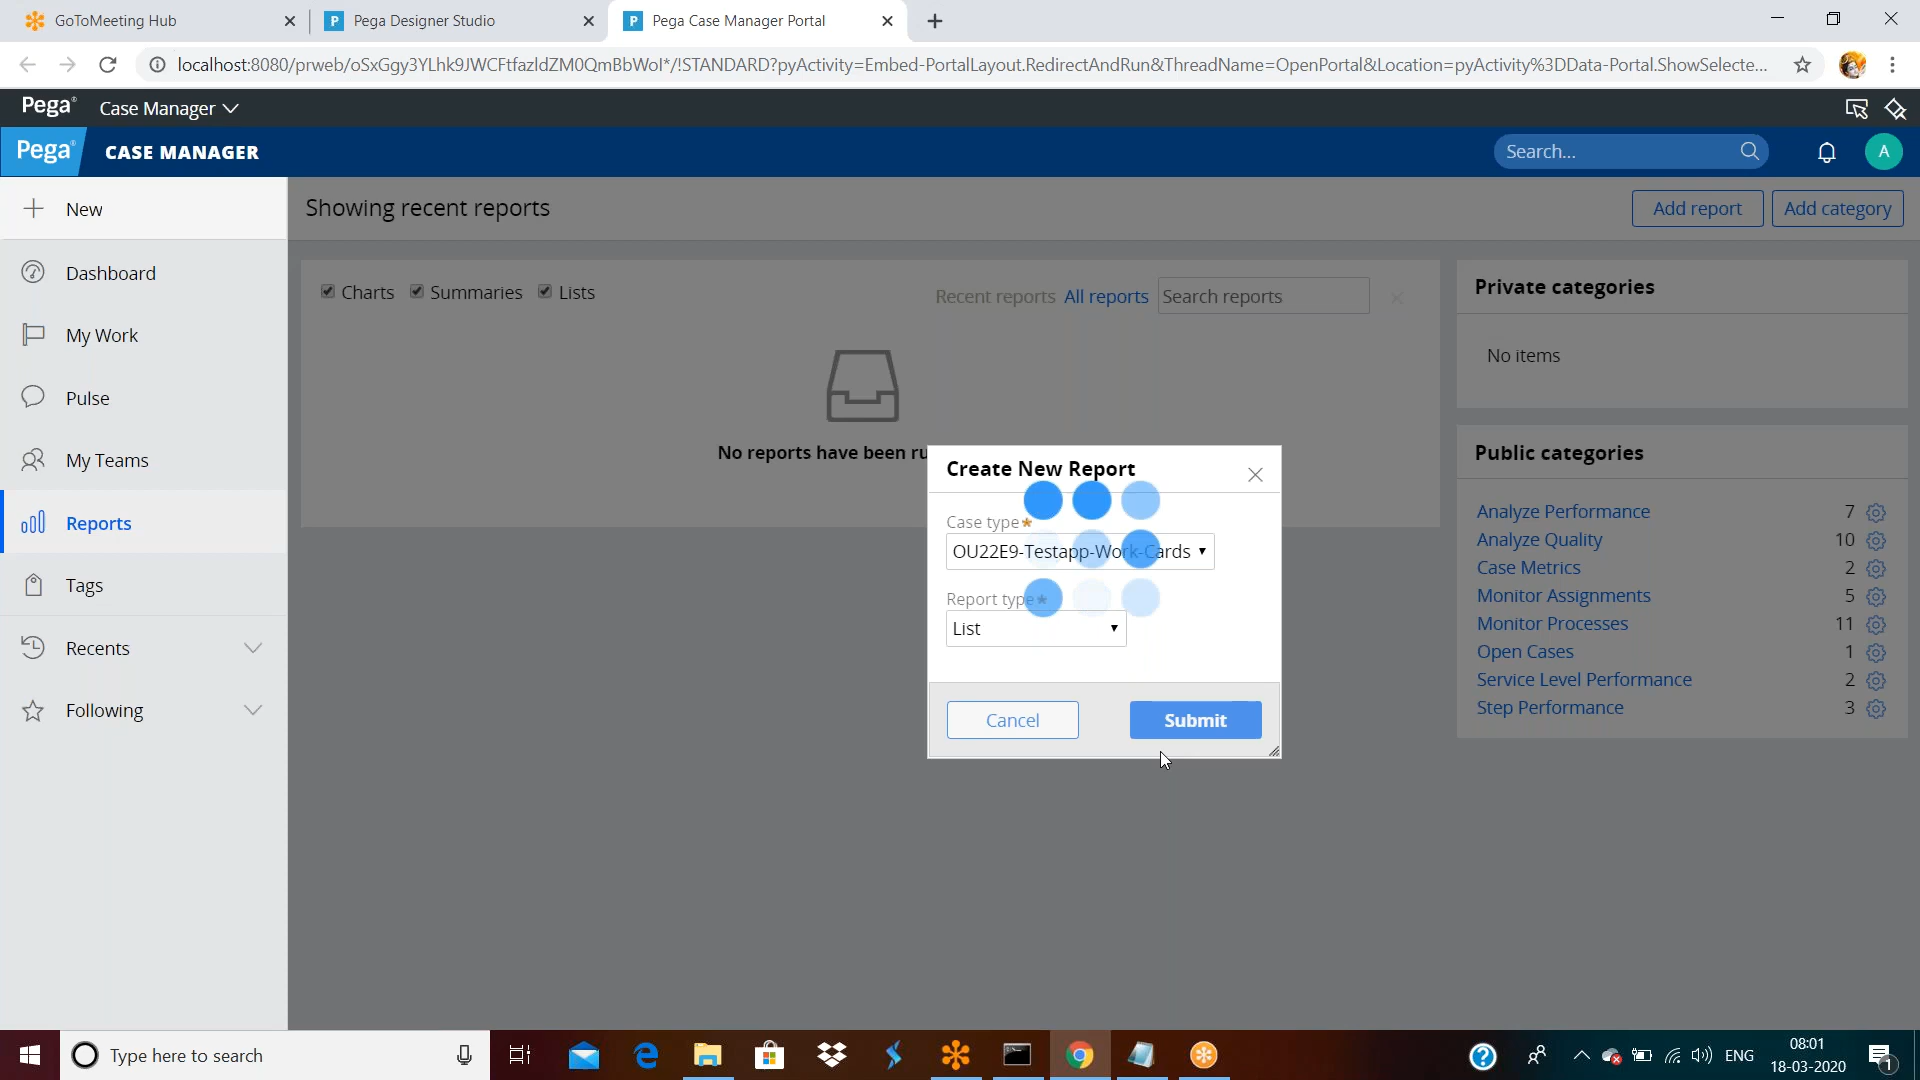 GoToMeeting Hub
Pega Designer Studio
Pega Case Manager Portal
localhost:8080/prweb/oSxGgy3YLhk9JWCFtfazldZM0QmBbWoI*/!STANDARD?pyActivity=Embed-PortalLayout.RedirectAndRun&ThreadName=OpenPortal&Location=pyActivity%3DData-Portal.ShowSelecte...
Pega Case Manager
Pega CASE MANAGER
Search...
A
New
Dashboard
My Work
Pulse
My Teams
Reports
Tags
Recents
Following
Showing recent reports
Add report
Add category
Charts Summaries Lists
Recent reports All reports Search reports
No reports have been ru
Create New Report
Case type*
OU22E9-Testapp-Work-Cards
Report type*
List
Cancel
Submit
Private categories
No items
Public categories
Analyze Performance 7
Analyze Quality 10
Case Metrics 2
Monitor Assignments 5
Monitor Processes 11
Open Cases 1
Service Level Performance 2
Step Performance 3
Type here to search
ENG
08:01
18-03-2020
1